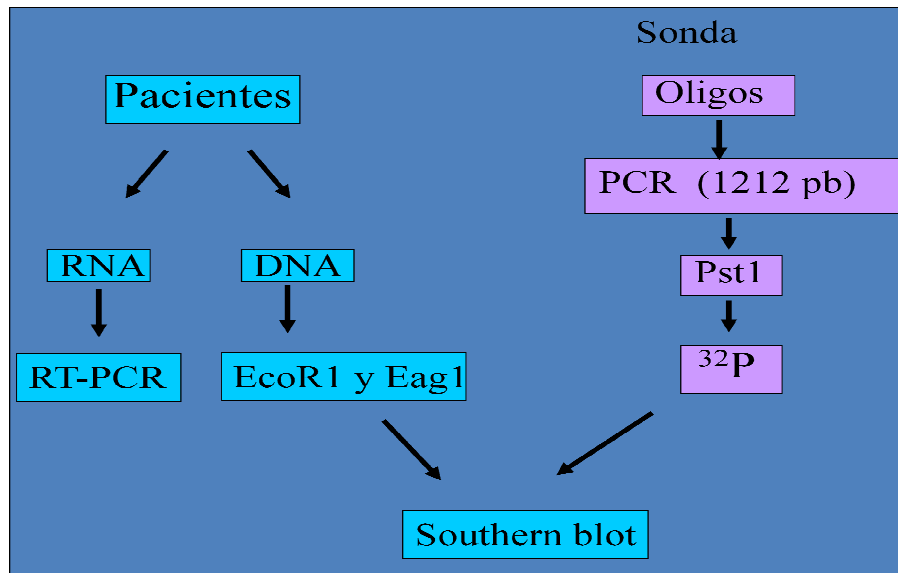 Sonda
Pacientes
Oligos
PCR (1212 pb)
RNA
DNA
Pst1
RT-PCR
EcoR1 y Eag1
³²P
Southern blot